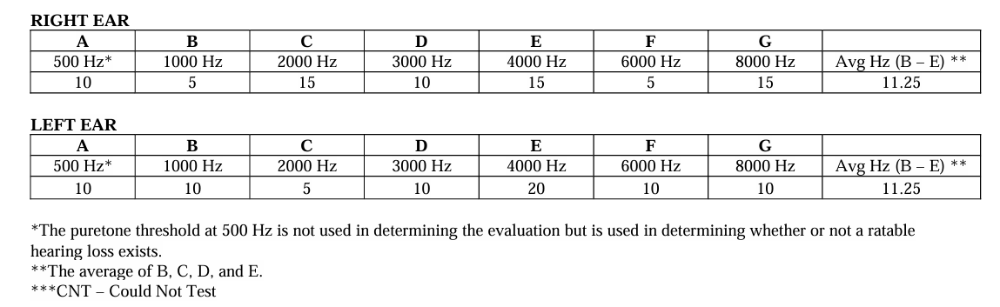 RIGHT EAR
A B C D E F G
500 Hz* 1000 Hz 2000 Hz 3000 Hz 4000 Hz 6000 Hz 8000 Hz Avg Hz (B – E) **
10 5 15 10 15 5 15 11.25
LEFT EAR
A B C D E F G
500 Hz* 1000 Hz 2000 Hz 3000 Hz 4000 Hz 6000 Hz 8000 Hz Avg Hz (B – E) **
10 10 5 10 20 10 10 11.25
*The puretone threshold at 500 Hz is not used in determining the evaluation but is used in determining whether or not a ratable
hearing loss exists.
**The average of B, C, D, and E.
***CNT – Could Not Test